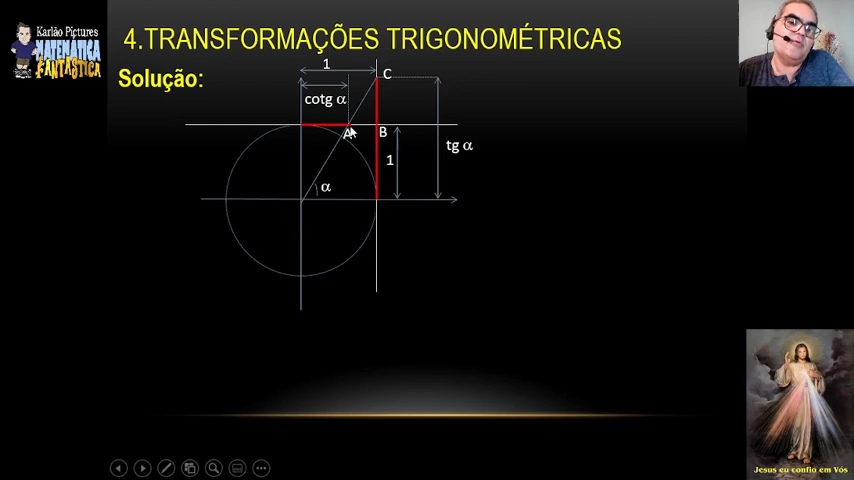 Karlão Pictures
MATEMÁTICA
FANTÁSTICA
4.TRANSFORMAÇÕES TRIGONOMÉTRICAS
Solução:
1
C
cotg α
A
B
1
tg α
α
Jesus eu confio em Vós